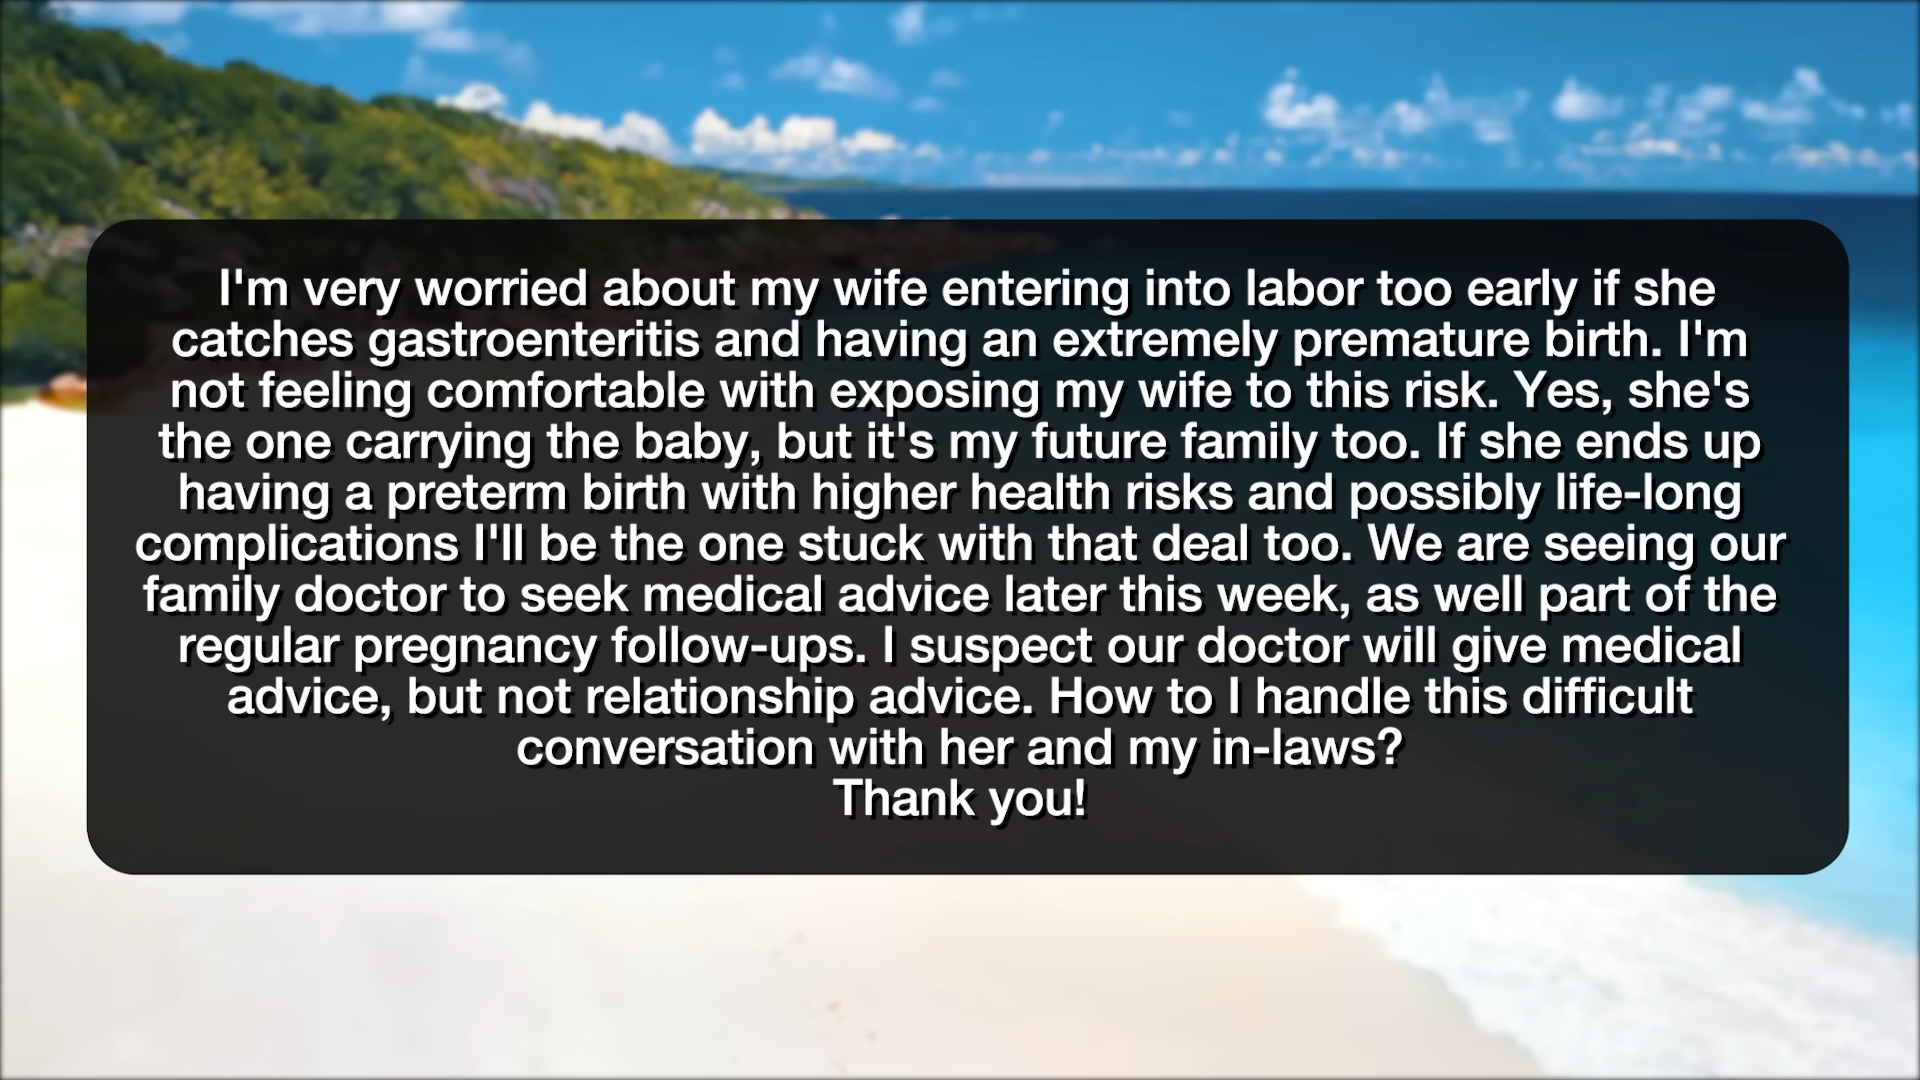 I'm very worried about my wife entering into labor too early if she
catches gastroenteritis and having an extremely premature birth. I'm
not feeling comfortable with exposing my wife to this risk. Yes, she's
the one carrying the baby, but it's my future family too. If she ends up
having a preterm birth with higher health risks and possibly life-long
complications I'll be the one stuck with that deal too. We are seeing our
family doctor to seek medical advice later this week, as well part of the
regular pregnancy follow-ups. I suspect our doctor will give medical
advice, but not relationship advice. How to I handle this difficult
conversation with her and my in-laws?
Thank you!